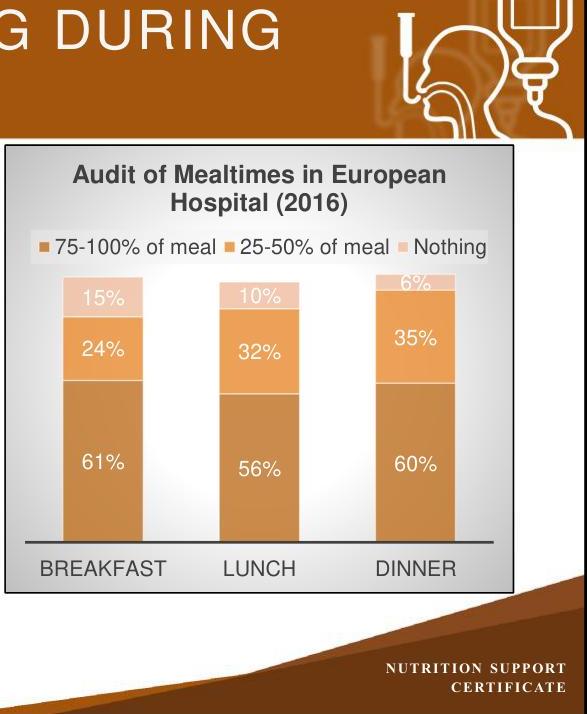 G DURING
Audit of Mealtimes in European
Hospital (2016)
75-100% of meal 25-50% of meal Nothing
15% 10% 6%
24% 32% 35%
61% 56% 60%
BREAKFAST LUNCH DINNER
NUTRITION SUPPORT
CERTIFICATE